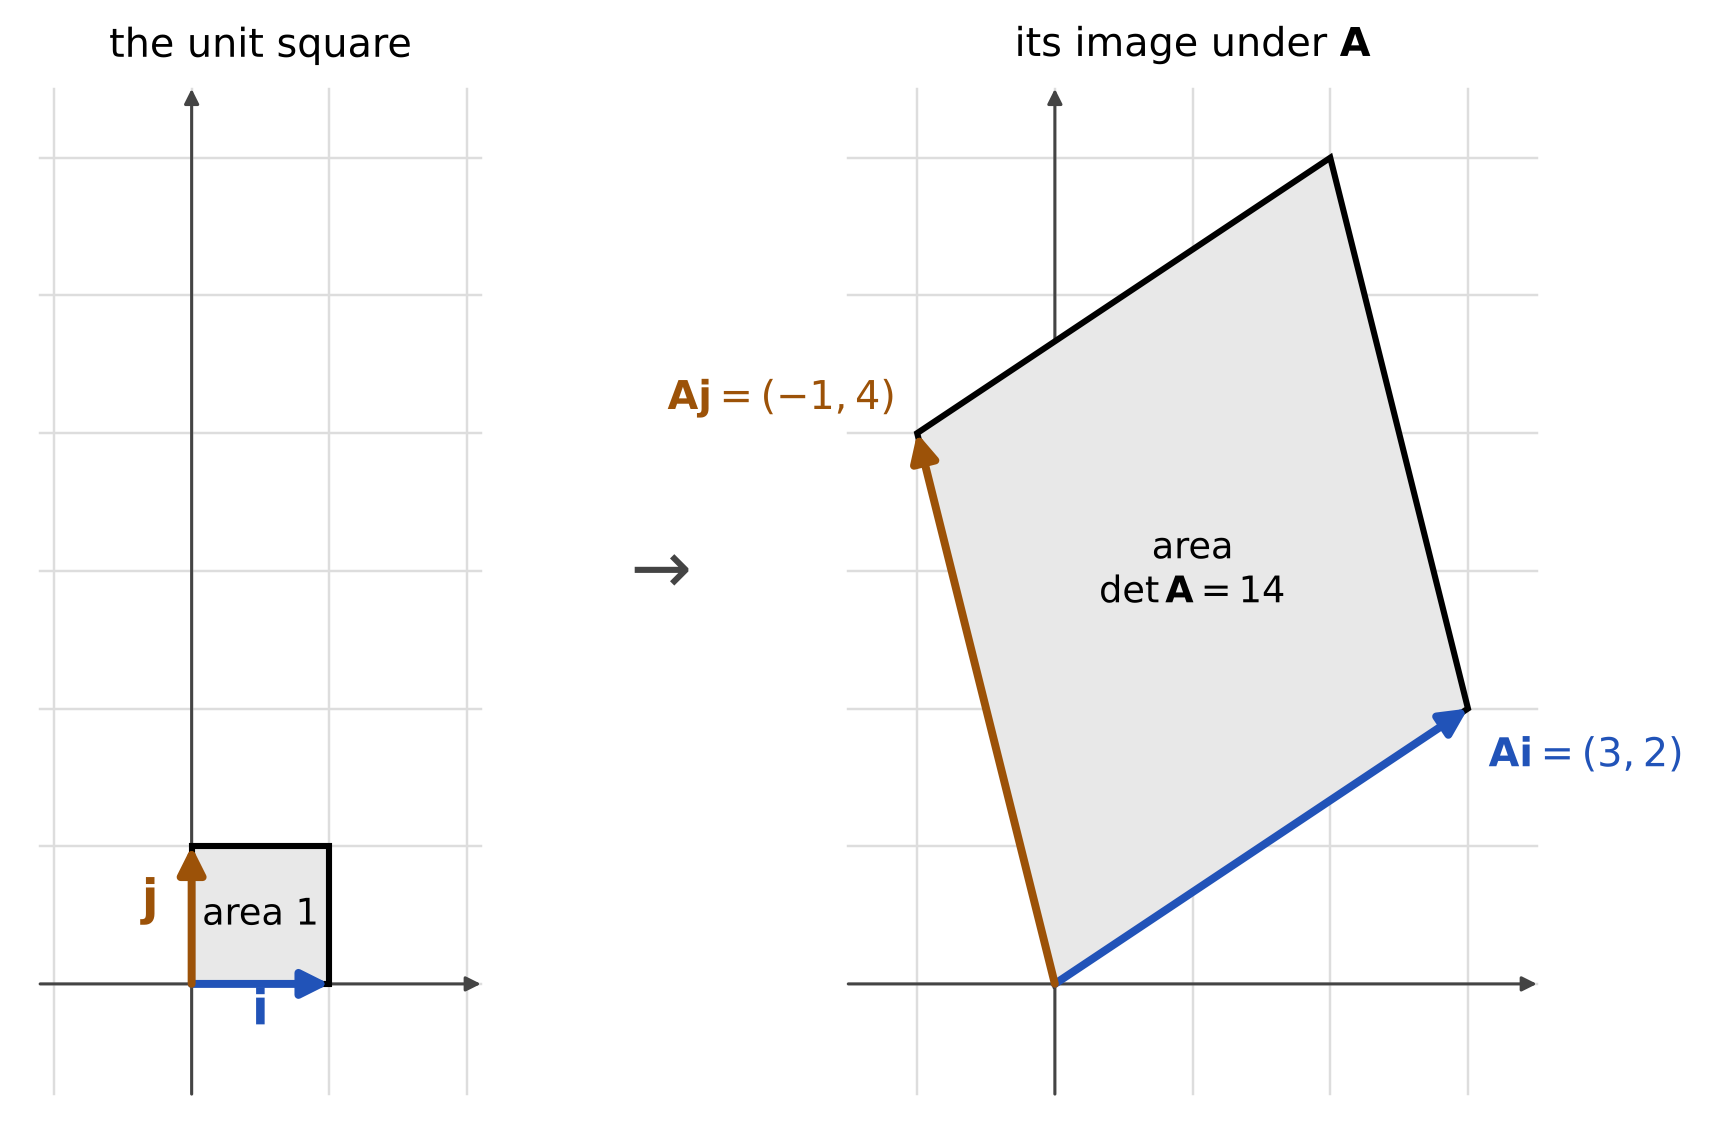 the unit square
its image under A
Aj = (−1, 4)
area
det A = 14
Ai = (3, 2)
j
area 1
i
→